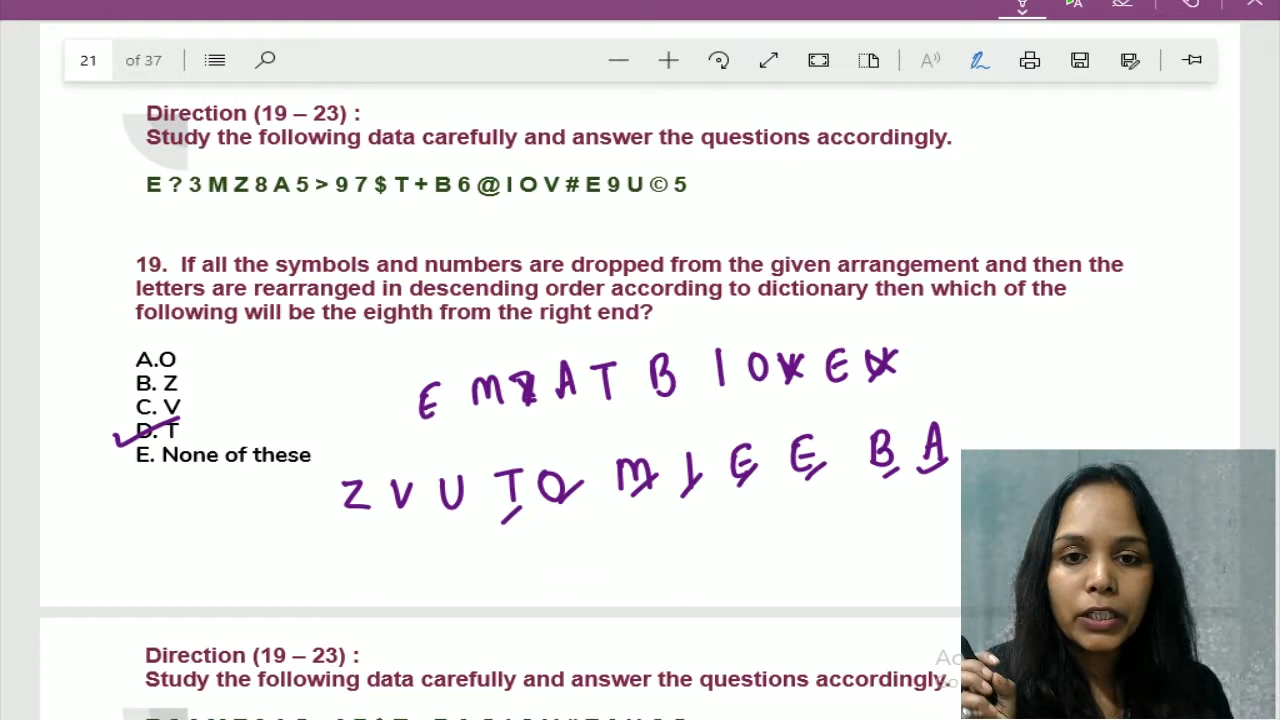 21 of 37
Direction (19 – 23) :
Study the following data carefully and answer the questions accordingly.
E ? 3 M Z 8 A 5 > 9 7 $ T + B 6 @ I O V # E 9 U © 5
19. If all the symbols and numbers are dropped from the given arrangement and then the
letters are rearranged in descending order according to dictionary then which of the
following will be the eighth from the right end?
A.O
B. Z
C. V
D. T
E. None of these
E M Z A T B I O V E U
Z V U T O M I E E B A
Direction (19 – 23) :
Study the following data carefully and answer the questions accordingly.